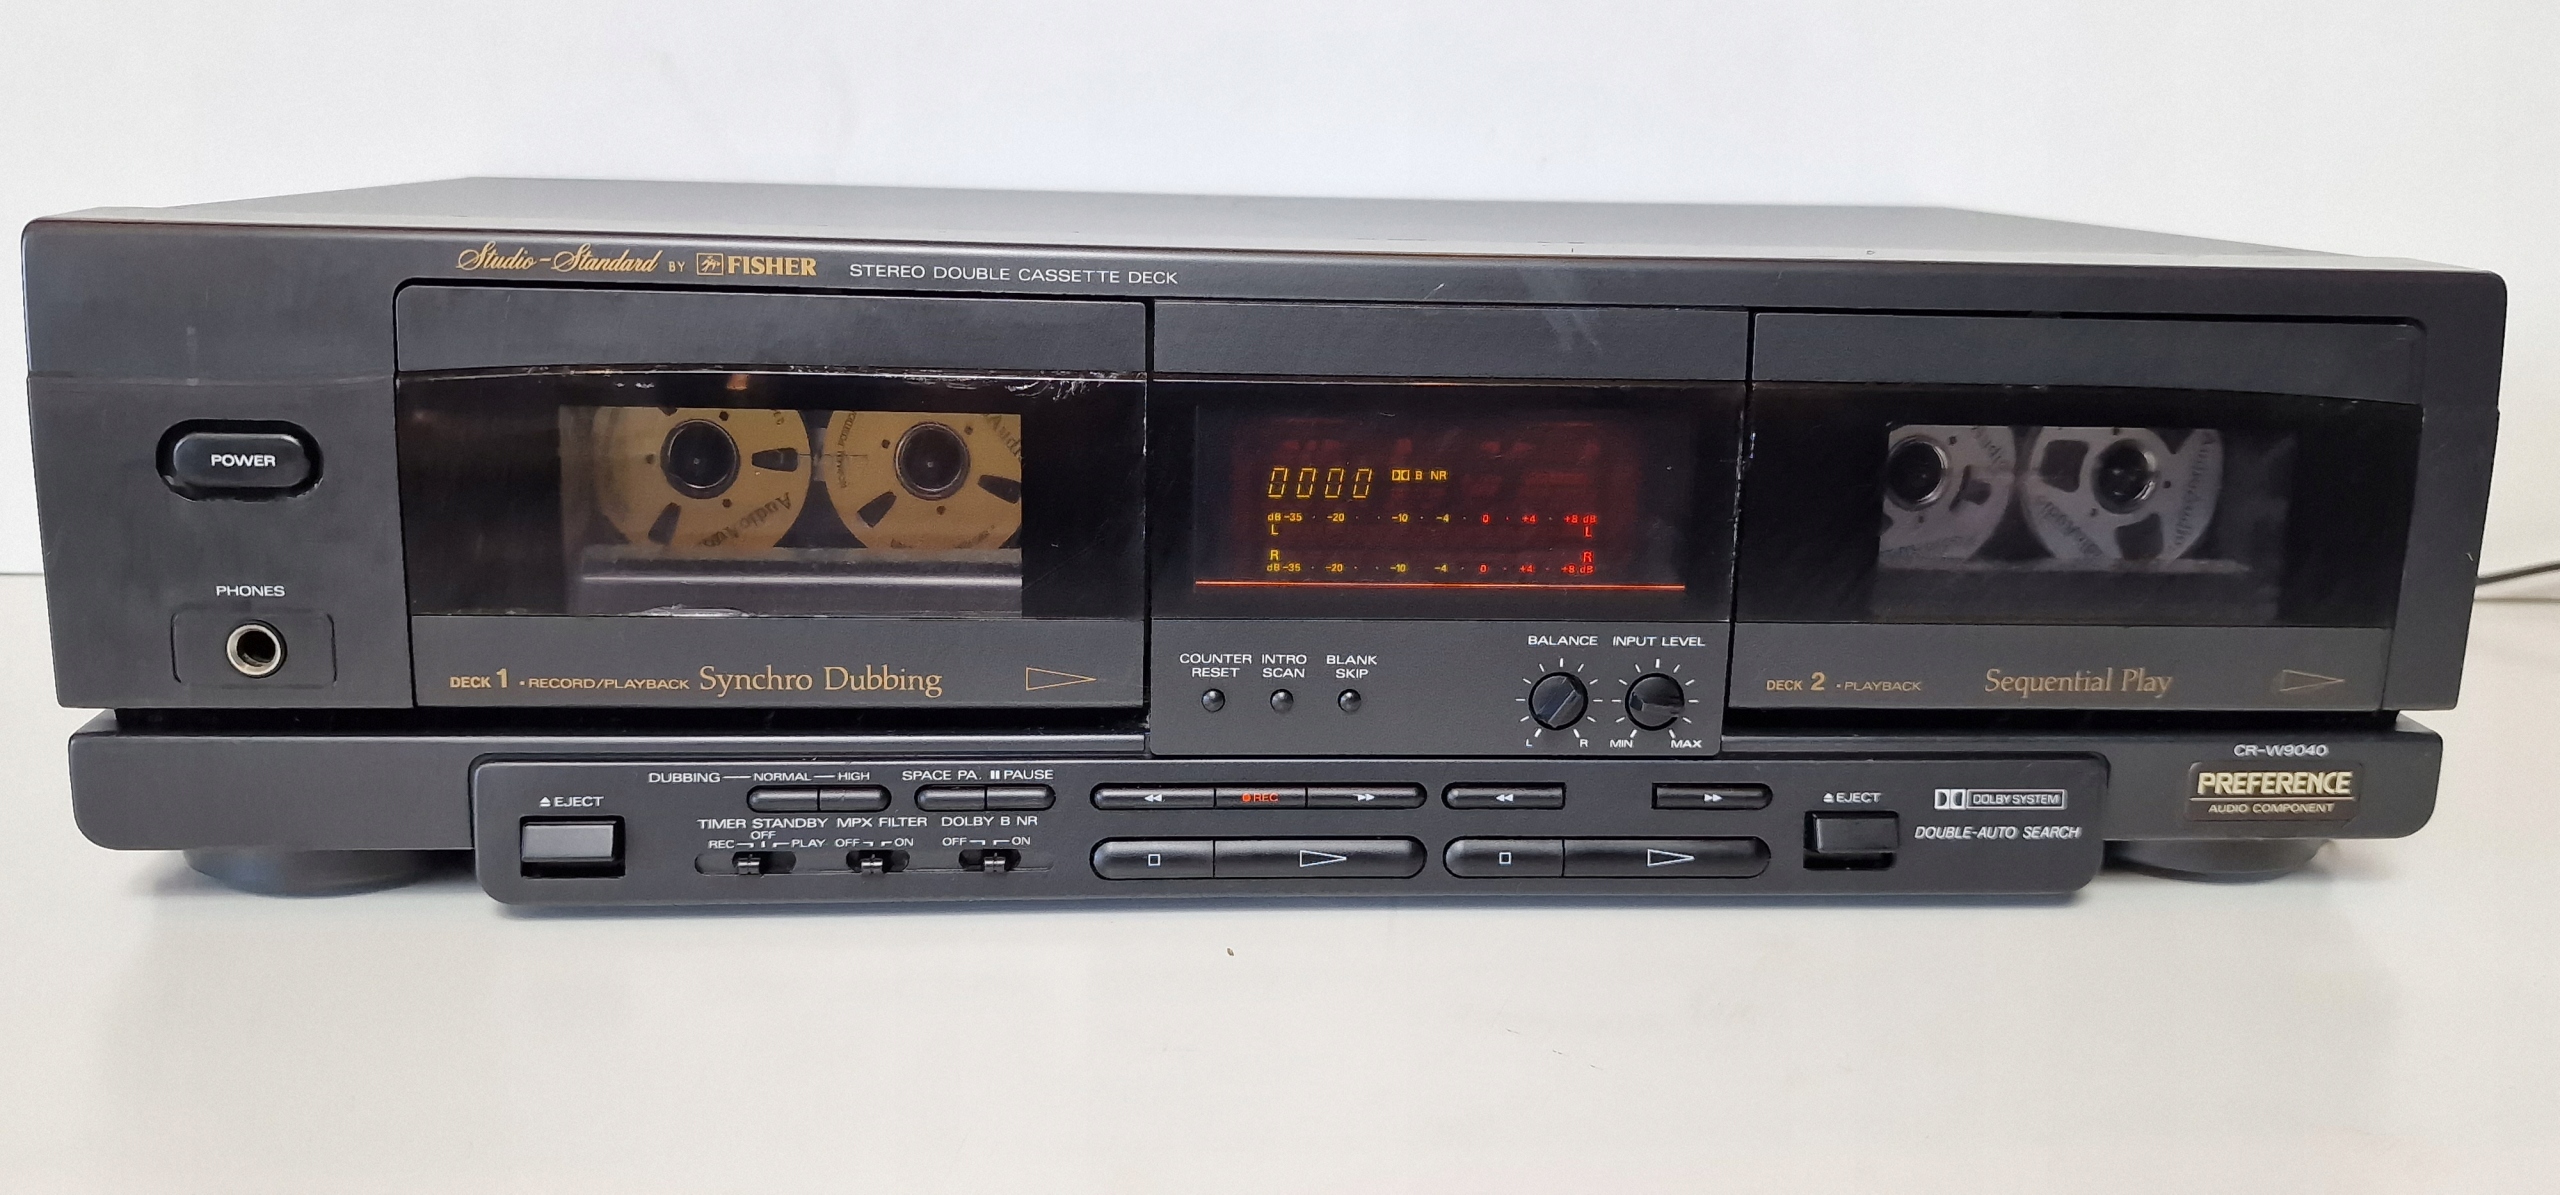 Studio-Standard BY FISHER STEREO DOUBLE CASSETTE DECK
POWER
PHONES
Audio
NORMAL POSITION
0000 B NR
dB -35 -20 -10 -4 0 +4 +8 dB
L L
R R
dB -35 -20 -10 -4 0 +4 +8 dB
DECK 1 • RECORD/PLAYBACK Synchro Dubbing
COUNTER RESET
INTRO SCAN
BLANK SKIP
BALANCE
L R
INPUT LEVEL
MIN MAX
DECK 2 • PLAYBACK Sequential Play
CR-W9040
PREFERENCE
AUDIO COMPONENT
EJECT
DUBBING NORMAL HIGH
SPACE PA. PAUSE
TIMER STANDBY
OFF
REC PLAY
MPX FILTER
OFF ON
DOLBY B NR
OFF ON
REC
EJECT
DOLBY SYSTEM
DOUBLE-AUTO SEARCH